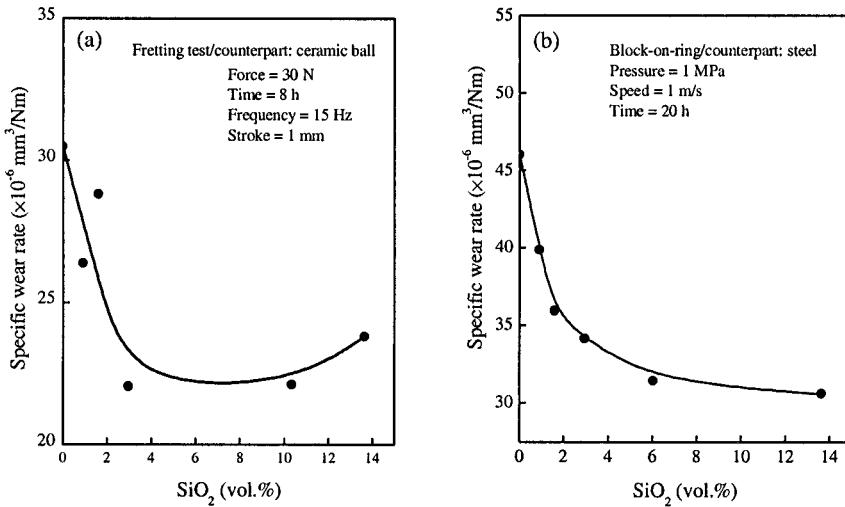 (a)
Fretting test/counterpart: ceramic ball
Force = 30 N
Time = 8 h
Frequency = 15 Hz
Stroke = 1 mm
Specific wear rate (×10⁻⁶ mm³/Nm)
35
30
25
20
0 2 4 6 8 10 12 14
SiO₂ (vol.%)
(b)
Block-on-ring/counterpart: steel
Pressure = 1 MPa
Speed = 1 m/s
Time = 20 h
Specific wear rate (×10⁻⁶ mm³/Nm)
55
50
45
40
35
30
0 2 4 6 8 10 12 14
SiO₂ (vol.%)